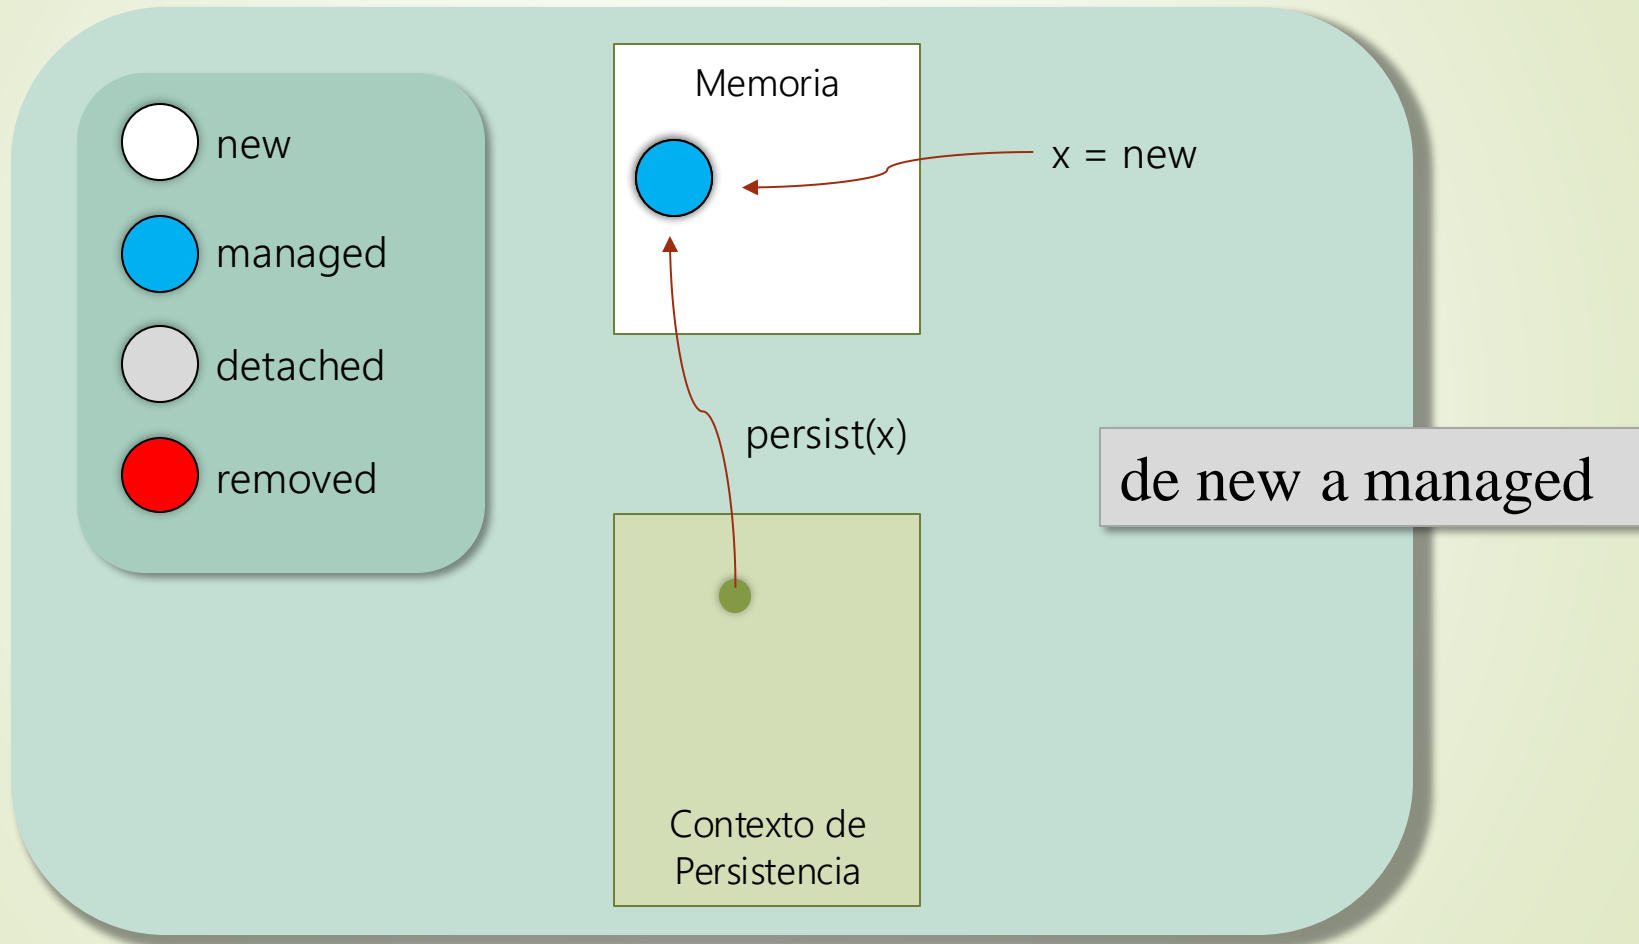 new
managed
detached
removed
Memoria
x = new
persist(x)
de new a managed
Contexto de
Persistencia